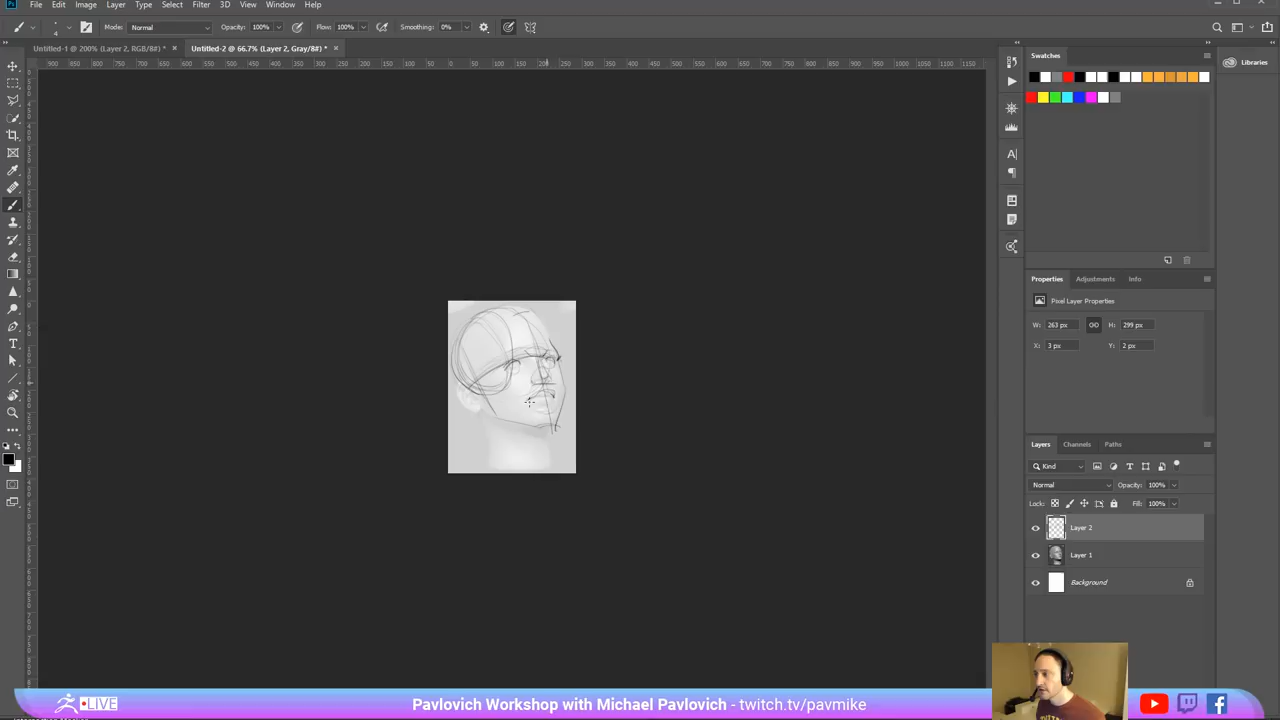 File Edit Image Layer Type Select Filter 3D View Window Help
Mode: Normal Opacity: 100% Flow: 100% Smoothing: 0%
Untitled-1 @ 200% (Layer 2, RGB/8#) * × Untitled-2 @ 66.7% (Layer 2, Gray/8#) * ×
Swatches
Libraries
Properties Adjustments Info
Pixel Layer Properties
W: 263 px GO H: 299 px
X: 3 px Y: 2 px
Layers Channels Paths
Kind
Normal Opacity: 100%
Lock: Fill: 100%
Layer 2
Layer 1
Background
LIVE Pavlovich Workshop with Michael Pavlovich - twitch.tv/pavmike